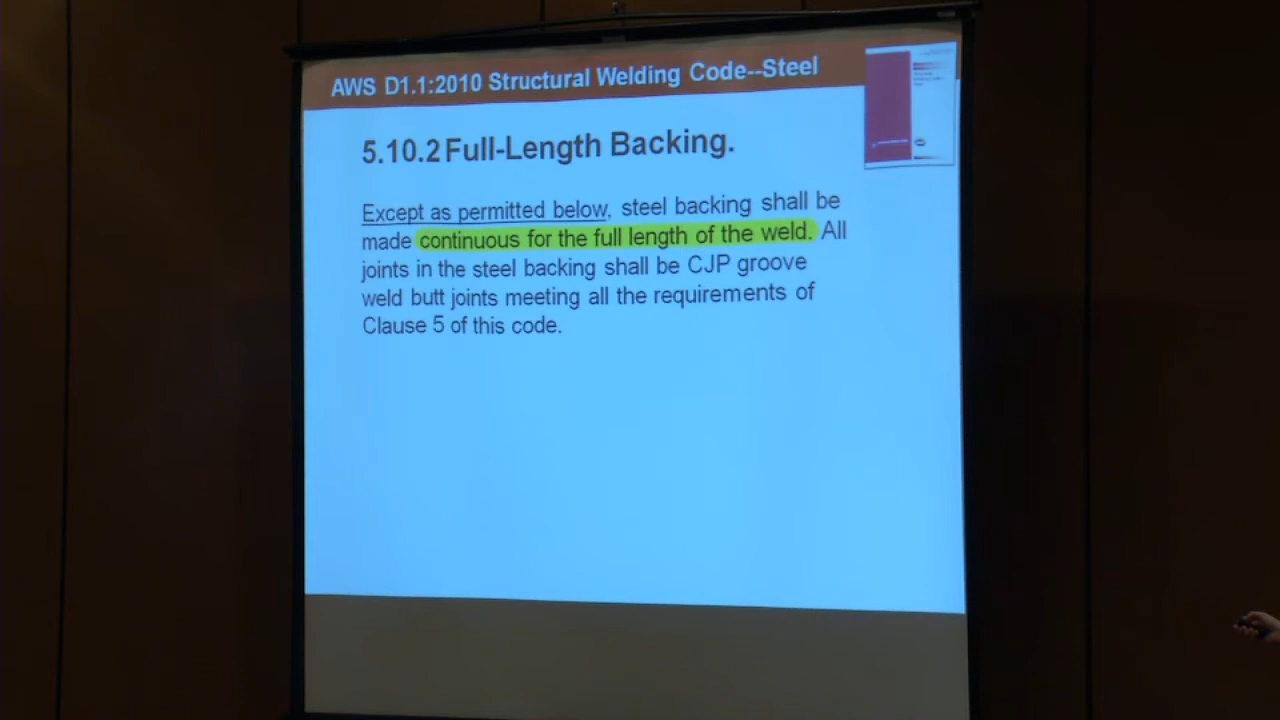 AWS D1.1:2010 Structural Welding Code--Steel
5.10.2 Full-Length Backing.
Except as permitted below, steel backing shall be
made continuous for the full length of the weld. All
joints in the steel backing shall be CJP groove
weld butt joints meeting all the requirements of
Clause 5 of this code.